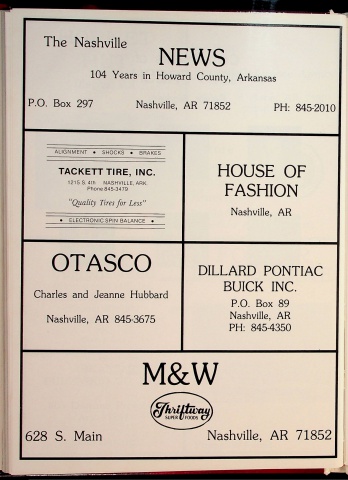 The Nashville
NEWS
104 Years in Howard County, Arkansas
P.O. Box 297 Nashville, AR 71852 PH: 845-2010
ALIGNMENT • SHOCKS • BRAKES
TACKETT TIRE, INC.
1215 S. 4th NASHVILLE, ARK.
Phone 845-3479
"Quality Tires for Less"
• ELECTRONIC SPIN BALANCE •
HOUSE OF
FASHION
Nashville, AR
OTASCO
Charles and Jeanne Hubbard
Nashville, AR 845-3675
DILLARD PONTIAC
BUICK INC.
P.O. Box 89
Nashville, AR
PH: 845-4350
M&W
Thriftway
SUPER FOODS
628 S. Main Nashville, AR 71852